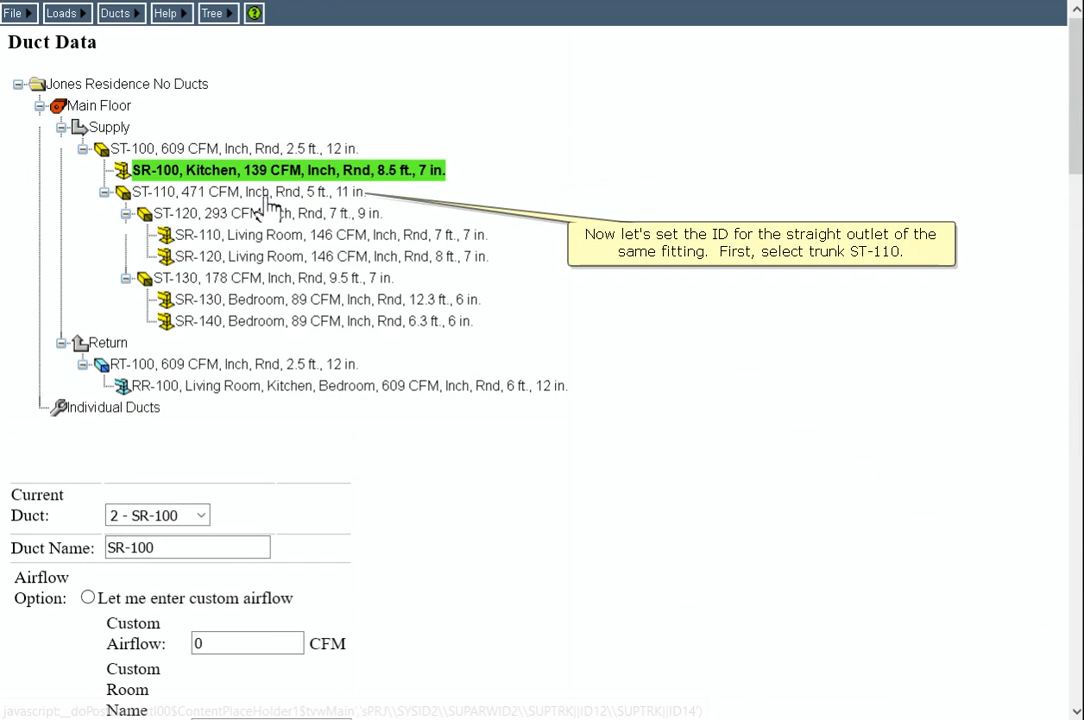 File Loads Ducts Help Tree ?
Duct Data
Jones Residence No Ducts
Main Floor
Supply
ST-100, 609 CFM, Inch, Rnd, 2.5 ft., 12 in.
SR-100, Kitchen, 139 CFM, Inch, Rnd, 8.5 ft., 7 in.
ST-110, 471 CFM, Inch, Rnd, 5 ft., 11 in.
ST-120, 293 CFM, Inch, Rnd, 7 ft., 9 in.
SR-110, Living Room, 146 CFM, Inch, Rnd, 7 ft., 7 in.
SR-120, Living Room, 146 CFM, Inch, Rnd, 8 ft., 7 in.
ST-130, 178 CFM, Inch, Rnd, 9.5 ft., 7 in.
SR-130, Bedroom, 89 CFM, Inch, Rnd, 12.3 ft., 6 in.
SR-140, Bedroom, 89 CFM, Inch, Rnd, 6.3 ft., 6 in.
Return
RT-100, 609 CFM, Inch, Rnd, 2.5 ft., 12 in.
RR-100, Living Room, Kitchen, Bedroom, 609 CFM, Inch, Rnd, 6 ft., 12 in.
Individual Ducts
Now let's set the ID for the straight outlet of the
same fitting. First, select trunk ST-110.
Current
Duct: 2 - SR-100
Duct Name: SR-100
Airflow
Option: Let me enter custom airflow
Custom
Airflow: 0 CFM
Custom
Room
Name